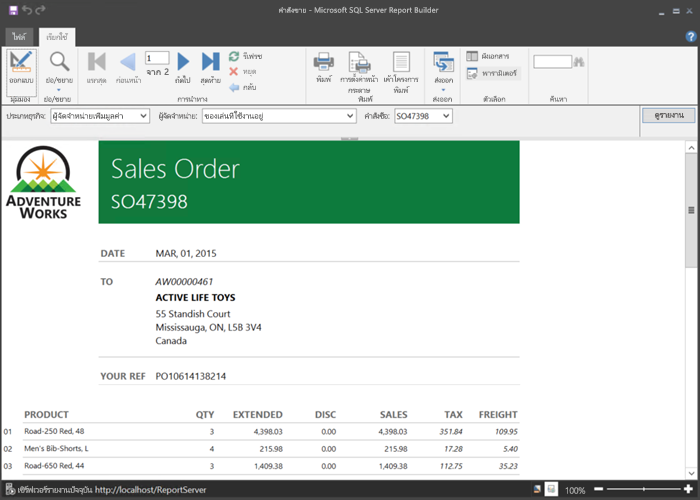 คำสั่งขาย - Microsoft SQL Server Report Builder
ไฟล์ เรียกใช้
ออกแบบ
มุมมอง
ย่อ/ขยาย
ย่อ/ขยาย
แรกสุด ก่อนหน้า 1 จาก 2 ถัดไป สุดท้าย
รีเฟรช
หยุด
กลับ
การนำทาง
พิมพ์ การตั้งค่าหน้ากระดาษ เค้าโครงการพิมพ์
พิมพ์
ส่งออก
ส่งออก
ผังเอกสาร
พารามิเตอร์
ตัวเลือก
ค้นหา
ประเภทธุรกิจ: ผู้จัดจำหน่ายเพิ่มมูลค่า ผู้จัดจำหน่าย: ของเล่นที่ใช้งานอยู่ คำสั่งซื้อ: SO47398 ดูรายงาน
ADVENTURE WORKS
Sales Order
SO47398
DATE MAR, 01, 2015
TO AW00000461
ACTIVE LIFE TOYS
55 Standish Court
Mississauga, ON, L5B 3V4
Canada
YOUR REF PO10614138214
PRODUCT QTY EXTENDED DISC SALES TAX FREIGHT
01 Road-250 Red, 48 3 4,398.03 0.00 4,398.03 351.84 109.95
02 Men's Bib-Shorts, L 4 215.98 0.00 215.98 17.28 5.40
03 Road-650 Red, 44 3 1,409.38 0.00 1,409.38 112.75 35.23
เซิร์ฟเวอร์รายงานปัจจุบัน http://localhost/ReportServer 100%